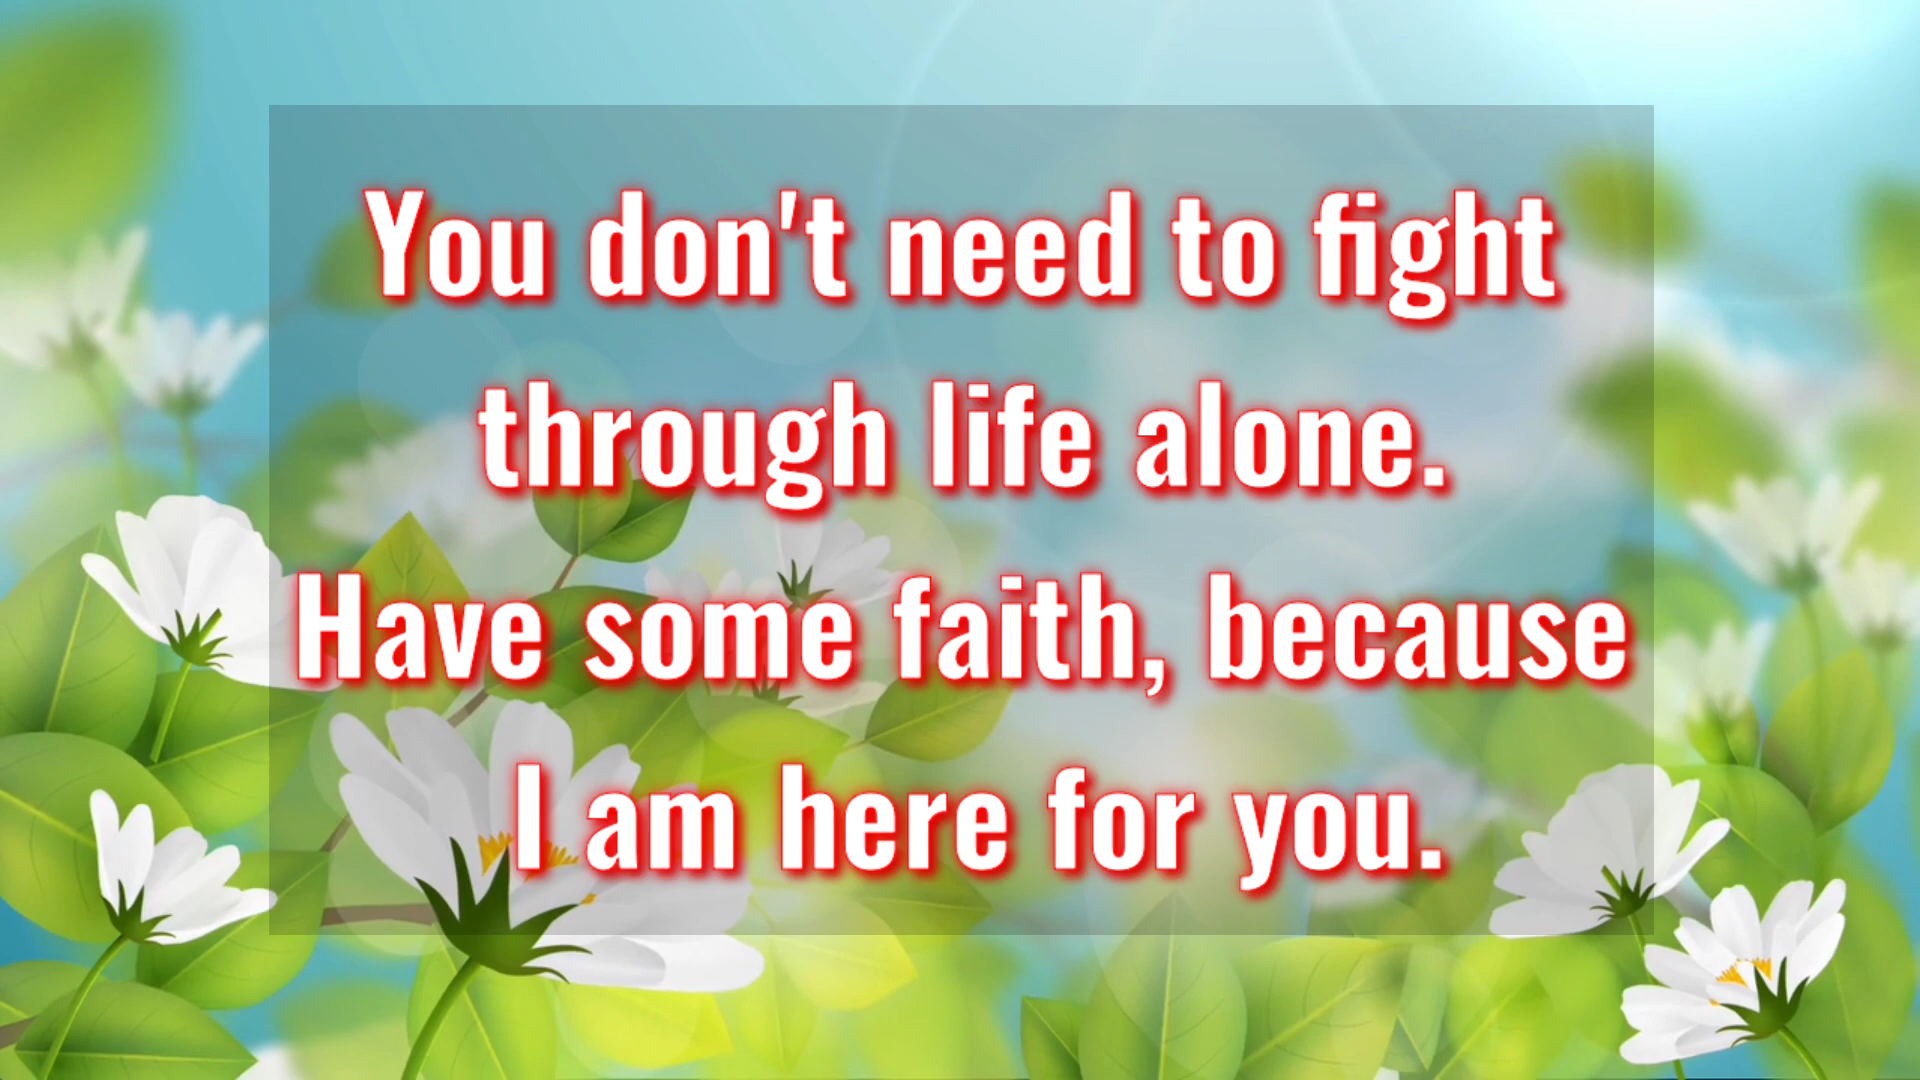 You don't need to fight
through life alone.
Have some faith, because
I am here for you.